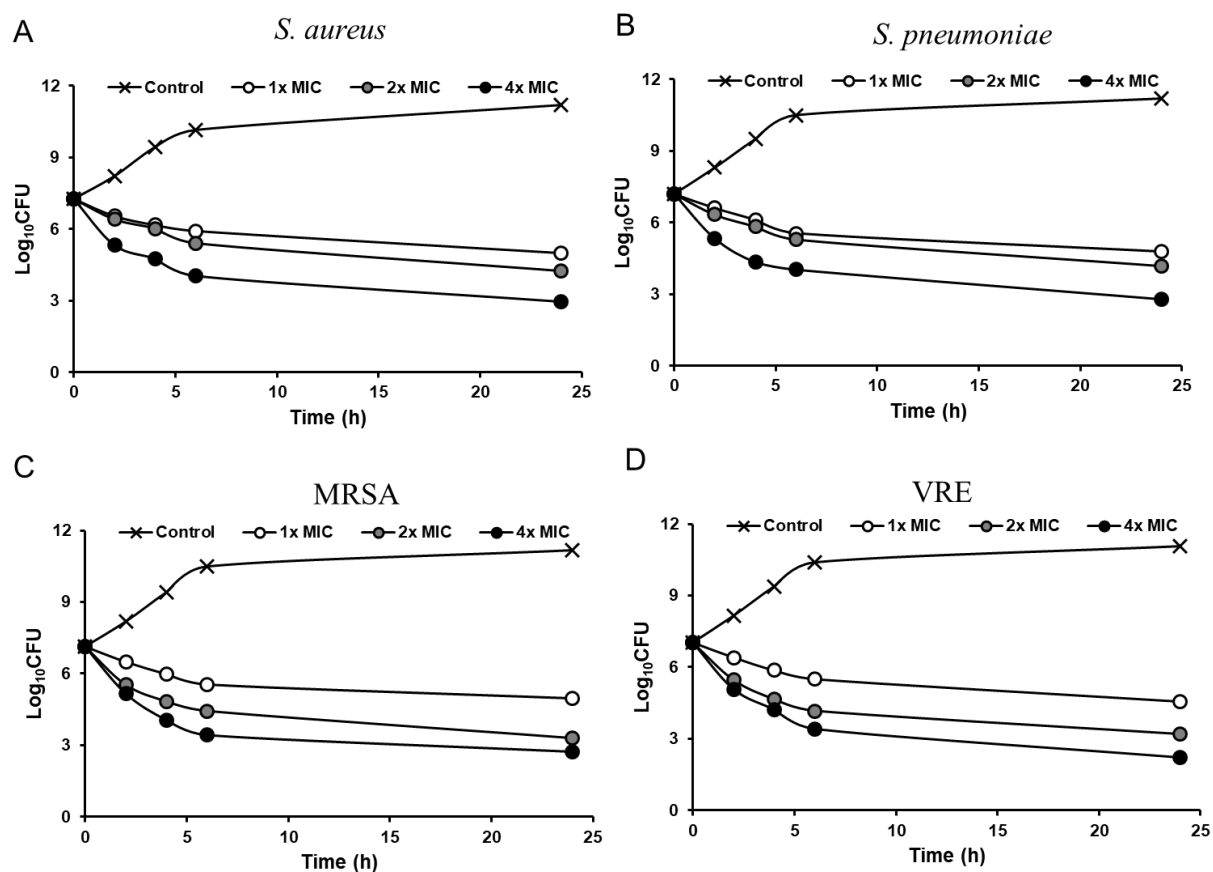 A
S. aureus
Control 1x MIC 2x MIC 4x MIC
12
9
6
3
0
Log₁₀CFU
0 5 10 15 20 25
Time (h)
B
S. pneumoniae
Control 1x MIC 2x MIC 4x MIC
12
9
6
3
0
Log₁₀CFU
0 5 10 15 20 25
Time (h)
C
MRSA
Control 1x MIC 2x MIC 4x MIC
12
9
6
3
0
Log₁₀CFU
0 5 10 15 20 25
Time (h)
D
VRE
Control 1x MIC 2x MIC 4x MIC
12
9
6
3
0
Log₁₀CFU
0 5 10 15 20 25
Time (h)